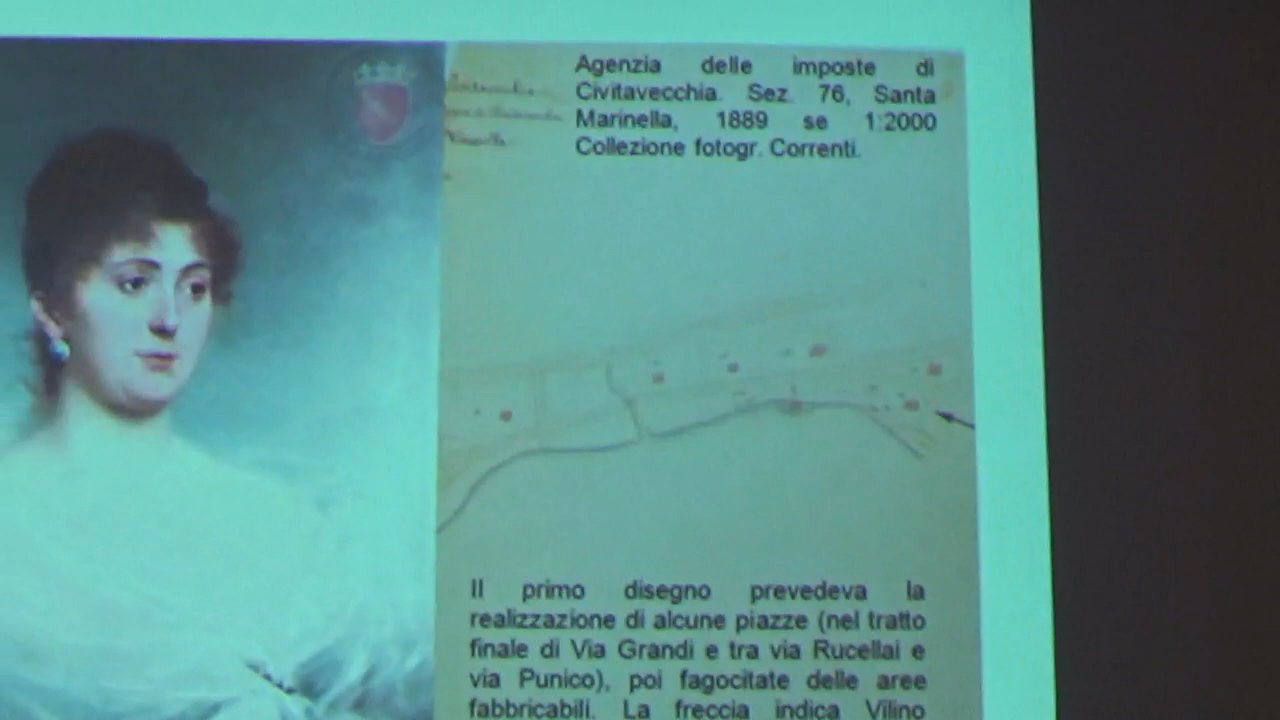 Agenzia delle imposte di
Civitavecchia. Sez. 76, Santa
Marinella, 1889 se 1:2000
Collezione fotogr. Correnti.
Il primo disegno prevedeva la
realizzazione di alcune piazze (nel tratto
finale di Via Grandi e tra via Rucellai e
via Punico), poi fagocitate delle aree
fabbricabili. La freccia indica Vilino